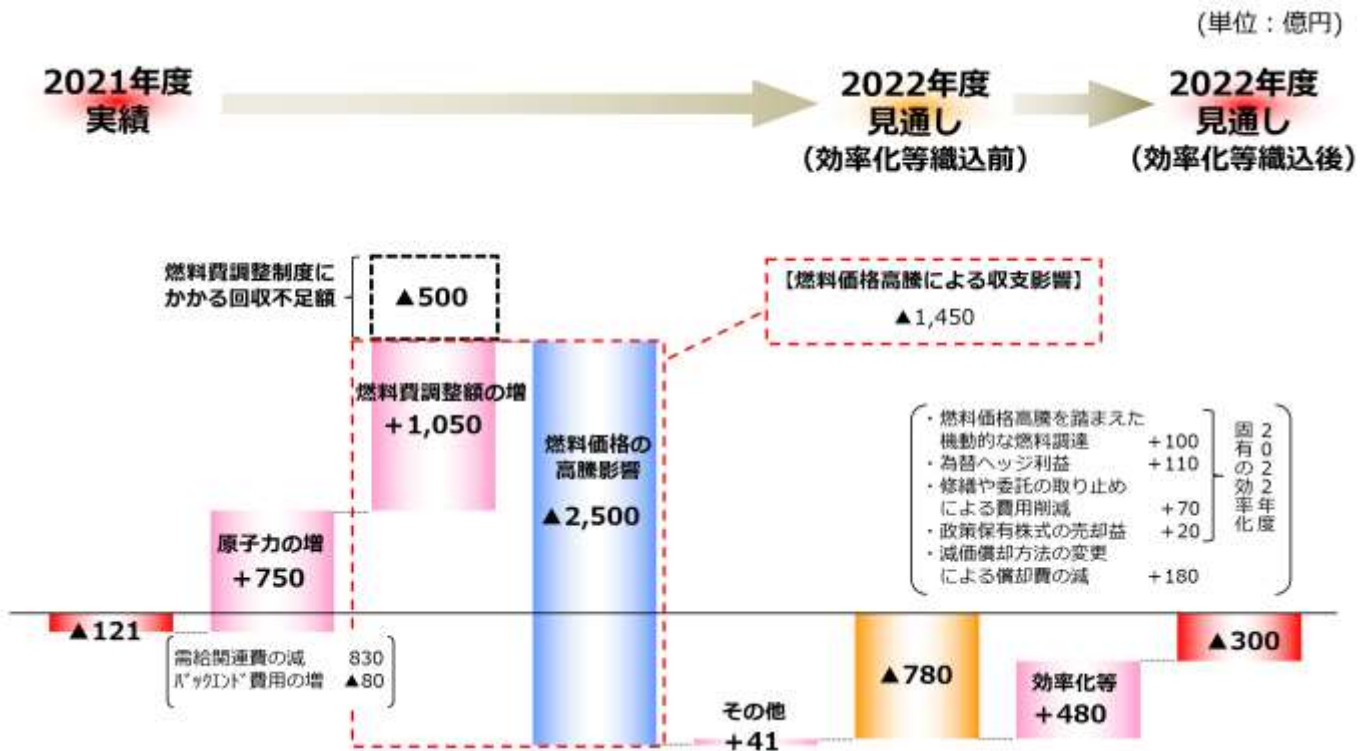 (単位：億円)
2021年度
実績
2022年度
見通し
（効率化等織込前）
2022年度
見通し
（効率化等織込後）
燃料費調整制度に
かかる回収不足額
▲500
【燃料価格高騰による収支影響】
▲1,450
燃料費調整額の増
+1,050
燃料価格の
高騰影響
▲2,500
原子力の増
+750
・燃料価格高騰を踏まえた
機動的な燃料調達 +100
・為替ヘッジ利益 +110
・修繕や委託の取り止め
による費用削減 +70
・政策保有株式の売却益 +20
・減価償却方法の変更
による償却費の減 +180
2022年度
固有の効率化
▲121
需給関連費の減 830
ﾊﾞｯｸｴﾝﾄﾞ費用の増 ▲80
その他
+41
▲780
効率化等
+480
▲300